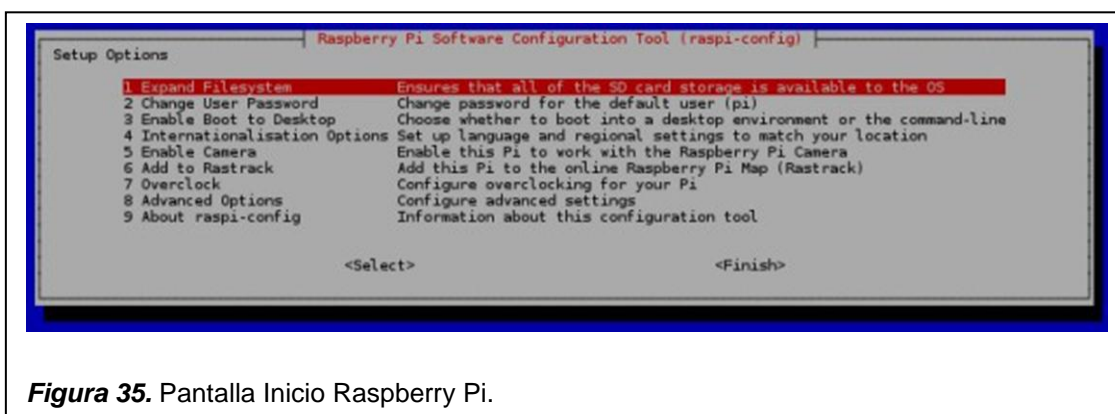 Raspberry Pi Software Configuration Tool (raspi-config)
Setup Options
1 Expand Filesystem Ensures that all of the SD card storage is available to the OS
2 Change User Password Change password for the default user (pi)
3 Enable Boot to Desktop Choose whether to boot into a desktop environment or the command-line
4 Internationalisation Options Set up language and regional settings to match your location
5 Enable Camera Enable this Pi to work with the Raspberry Pi Camera
6 Add to Rastrack Add this Pi to the online Raspberry Pi Map (Rastrack)
7 Overclock Configure overclocking for your Pi
8 Advanced Options Configure advanced settings
9 About raspi-config Information about this configuration tool
<Select> <Finish>
Figura 35. Pantalla Inicio Raspberry Pi.